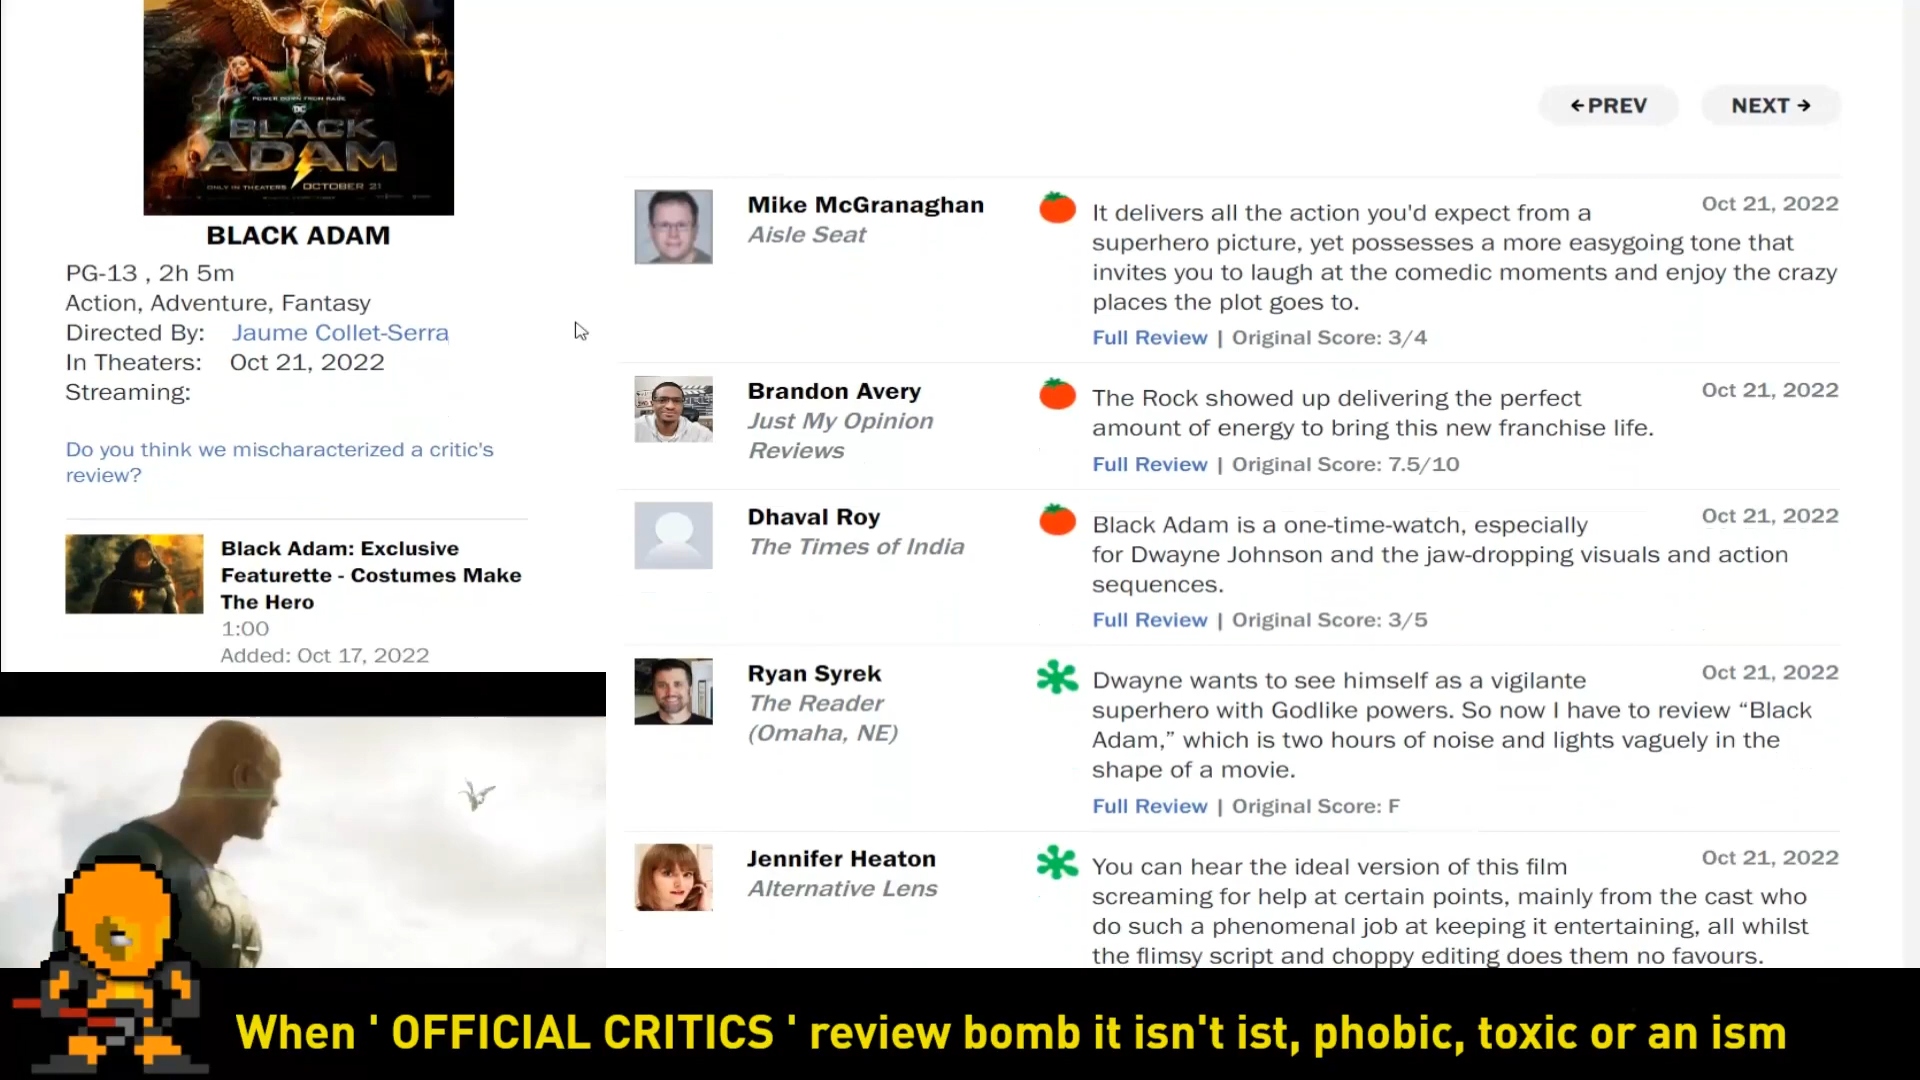 POWER BORN FROM RAGE
DC
BLACK
ADAM
ONLY IN THEATERS OCTOBER 21
BLACK ADAM
PG-13 , 2h 5m
Action, Adventure, Fantasy
Directed By: Jaume Collet-Serra
In Theaters: Oct 21, 2022
Streaming:
Do you think we mischaracterized a critic's
review?
Black Adam: Exclusive
Featurette - Costumes Make
The Hero
1:00
Added: Oct 17, 2022
←PREV
NEXT→
Mike McGranaghan
Aisle Seat
Oct 21, 2022
It delivers all the action you'd expect from a
superhero picture, yet possesses a more easygoing tone that
invites you to laugh at the comedic moments and enjoy the crazy
places the plot goes to.
Full Review | Original Score: 3/4
Brandon Avery
Just My Opinion
Reviews
Oct 21, 2022
The Rock showed up delivering the perfect
amount of energy to bring this new franchise life.
Full Review | Original Score: 7.5/10
Dhaval Roy
The Times of India
Oct 21, 2022
Black Adam is a one-time-watch, especially
for Dwayne Johnson and the jaw-dropping visuals and action
sequences.
Full Review | Original Score: 3/5
Ryan Syrek
The Reader
(Omaha, NE)
Oct 21, 2022
Dwayne wants to see himself as a vigilante
superhero with Godlike powers. So now I have to review “Black
Adam,” which is two hours of noise and lights vaguely in the
shape of a movie.
Full Review | Original Score: F
Jennifer Heaton
Alternative Lens
Oct 21, 2022
You can hear the ideal version of this film
screaming for help at certain points, mainly from the cast who
do such a phenomenal job at keeping it entertaining, all whilst
the flimsy script and choppy editing does them no favours.
When ' OFFICIAL CRITICS ' review bomb it isn't ist, phobic, toxic or an ism